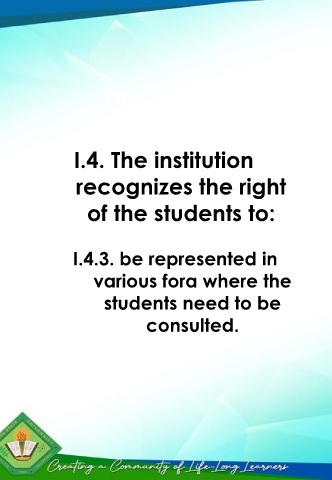 I.4. The institution
recognizes the right
of the students to:
I.4.3. be represented in
various fora where the
students need to be
consulted.
Creating a Community of Life-Long Learners